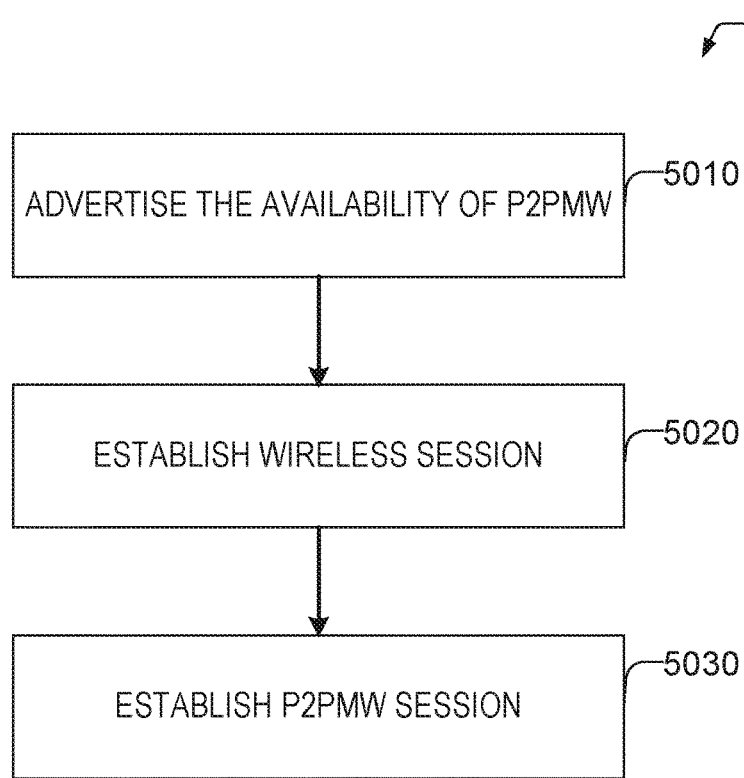 ADVERTISE THE AVAILABILITY OF P2PMW
5010
ESTABLISH WIRELESS SESSION
5020
ESTABLISH P2PMW SESSION
5030